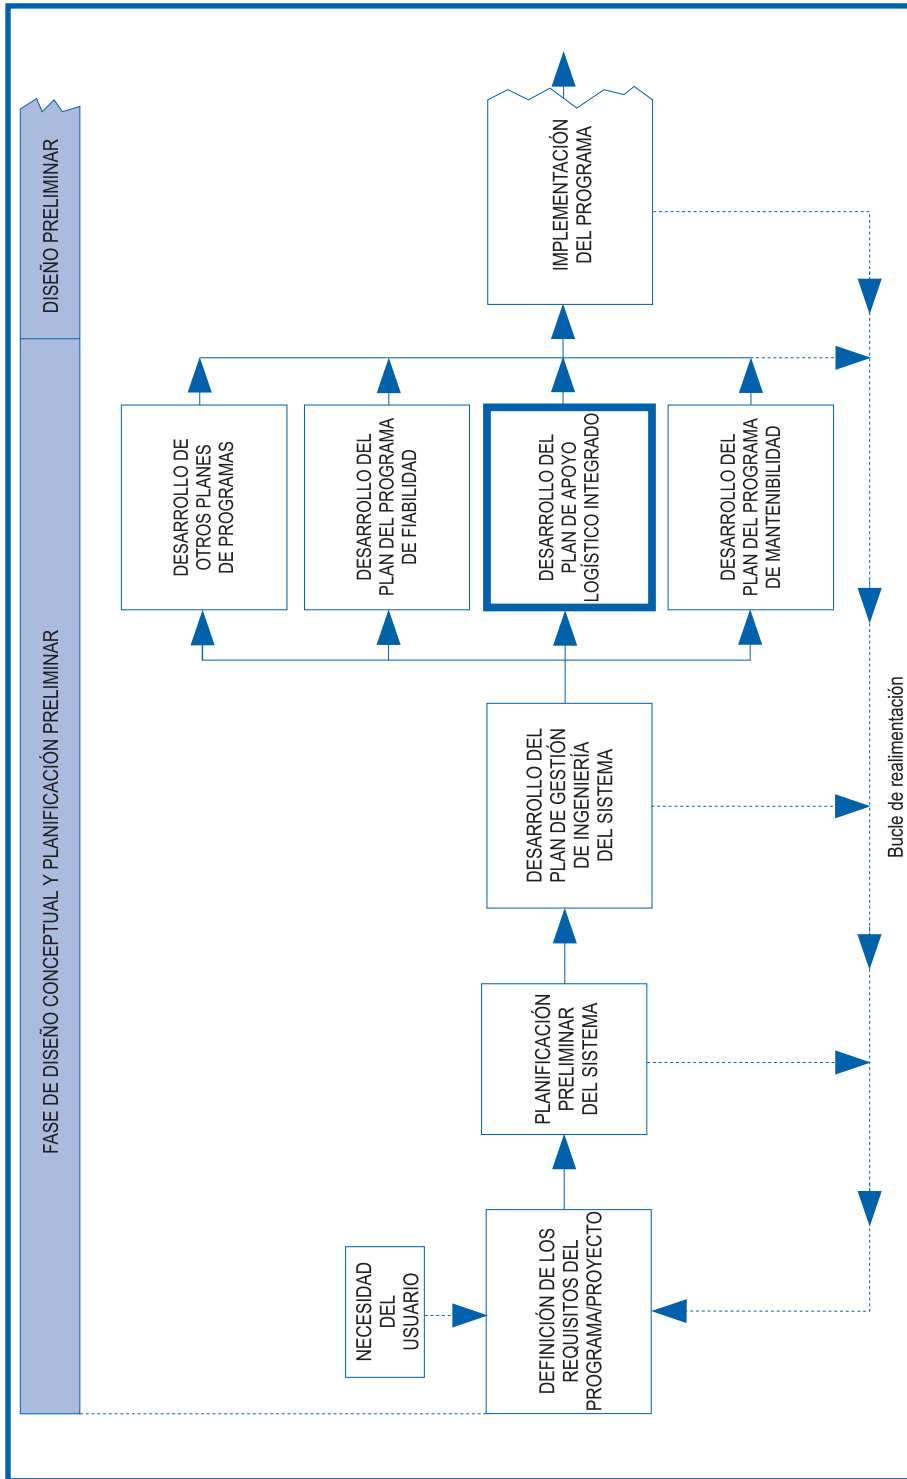 FASE DE DISEÑO CONCEPTUAL Y PLANIFICACIÓN PRELIMINAR
DISEÑO PRELIMINAR
NECESIDAD
DEL
USUARIO
DEFINICIÓN DE LOS
REQUISITOS DEL
PROGRAMA/PROYECTO
PLANIFICACIÓN
PRELIMINAR
DEL SISTEMA
DESARROLLO DEL
PLAN DE GESTIÓN
DE INGENIERÍA
DEL SISTEMA
DESARROLLO DE
OTROS PLANES
DE PROGRAMAS
DESARROLLO DEL
PLAN DEL PROGRAMA
DE FIABILIDAD
DESARROLLO DEL
PLAN DE APOYO
LOGÍSTICO INTEGRADO
DESARROLLO DEL
PLAN DEL PROGRAMA
DE MANTENIBILIDAD
IMPLEMENTACIÓN
DEL PROGRAMA
Bucle de realimentación